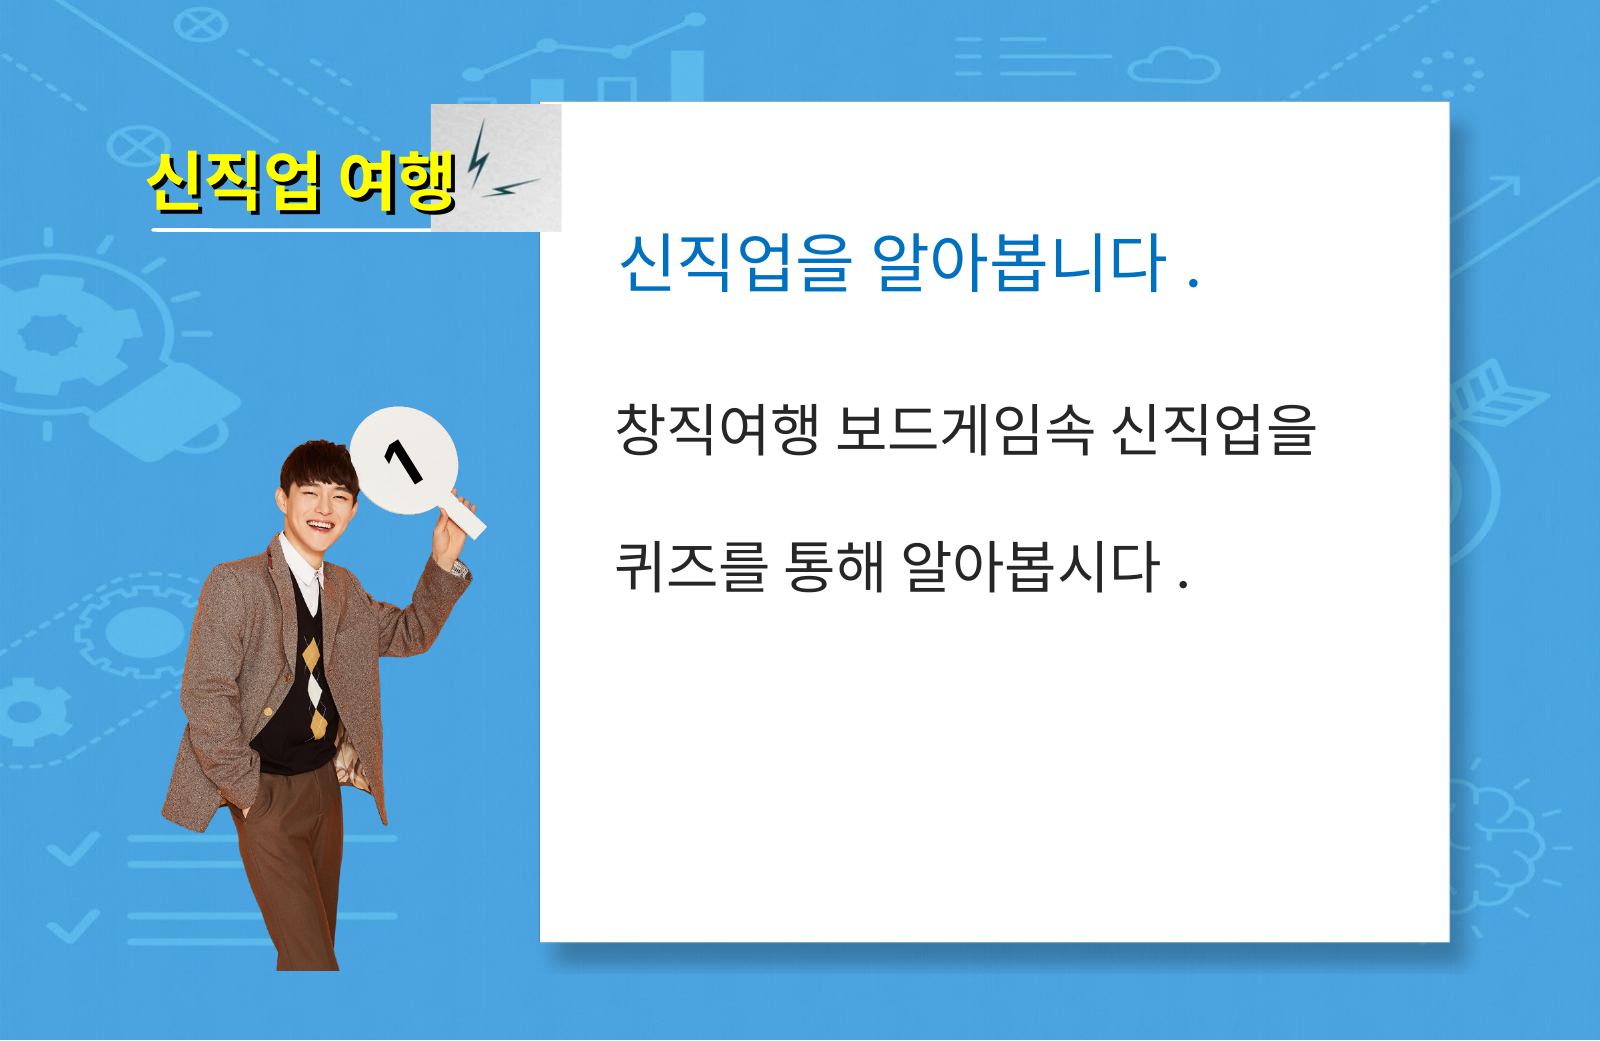 신직업 여행
신직업을 알아봅니다 .
창직여행 보드게임속 신직업을
퀴즈를 통해 알아봅시다 .
1